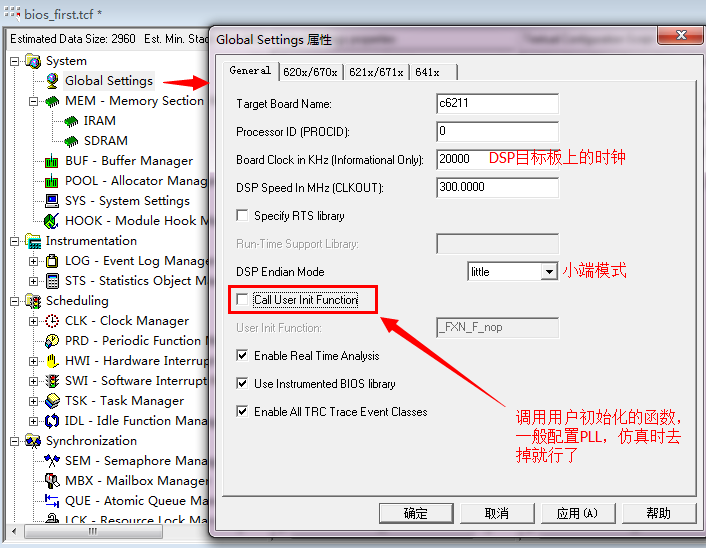 bios_first.tcf *
Estimated Data Size: 2960 Est. Min. Stac
System
Global Settings
MEM - Memory Section
IRAM
SDRAM
BUF - Buffer Manager
POOL - Allocator Manager
SYS - System Settings
HOOK - Module Hook M
Instrumentation
LOG - Event Log Manage
STS - Statistics Object M
Scheduling
CLK - Clock Manager
PRD - Periodic Function
HWI - Hardware Interrup
SWI - Software Interrupt
TSK - Task Manager
IDL - Idle Function Mana
Synchronization
SEM - Semaphore Manag
MBX - Mailbox Manager
QUE - Atomic Queue Ma
LCK - Resource Lock Ma
Global Settings 属性
General 620x/670x 621x/671x 641x
Target Board Name: c6211
Processor ID (PROCID): 0
Board Clock in KHz (Informational Only): 20000 DSP目标板上的时钟
DSP Speed In MHz (CLKOUT): 300.0000
Specify RTS library
Run-Time Support Library:
DSP Endian Mode little 小端模式
Call User Init Function
User Init Function: _FXN_F_nop
Enable Real Time Analysis
Use Instrumented BIOS library
Enable All TRC Trace Event Classes
调用用户初始化的函数，
一般配置PLL，仿真时去
掉就行了
确定 取消 应用(A) 帮助